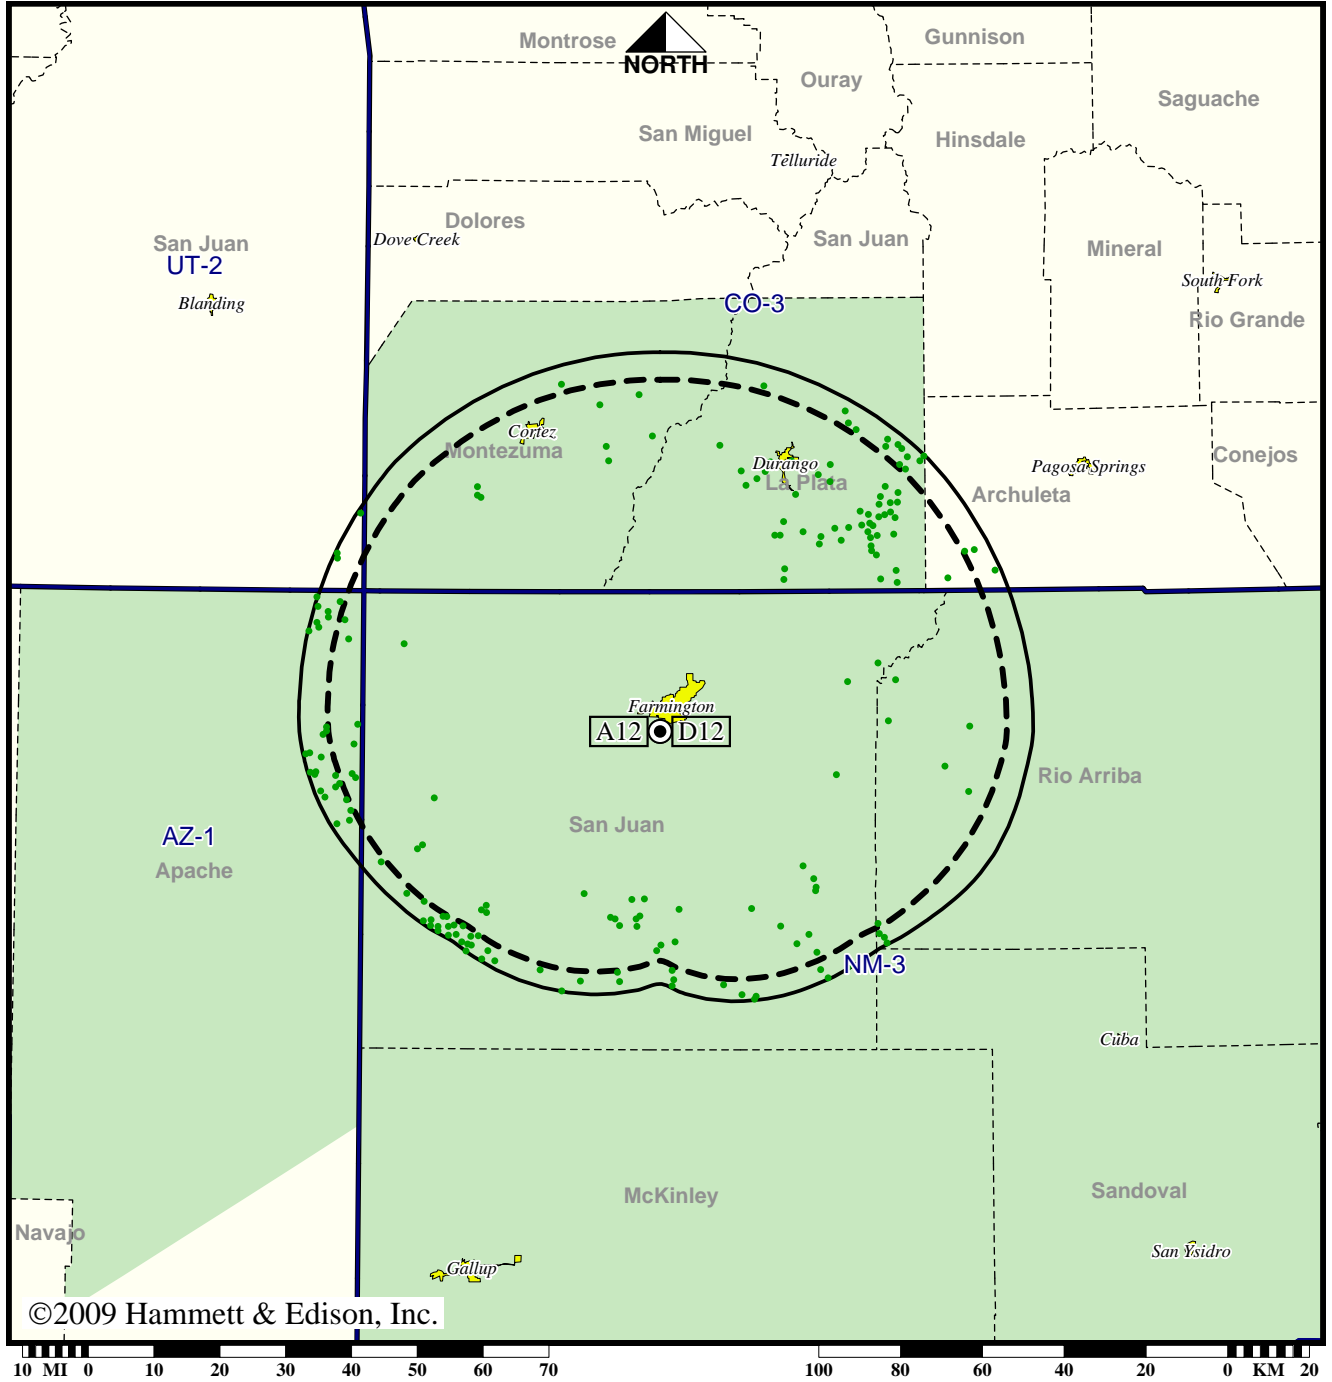 Montrose
NORTH
Gunnison
Ouray
Saguache
San Miguel
Hinsdale
Telluride
Dolores
Dove Creek
San Juan
San Juan
UT-2
Mineral
Blanding
South Fork
CO-3
Rio Grande
Cortez
Montezuma
Durango
La Plata
Pagosa Springs
Conejos
Archuleta
Farmington
A12
D12
Rio Arriba
San Juan
AZ-1
Apache
NM-3
Cuba
McKinley
Sandoval
Navajo
San Ysidro
Gallup
©2009 Hammett & Edison, Inc.
10 MI 0 10 20 30 40 50 60 70
100 80 60 40 20 0 KM 20